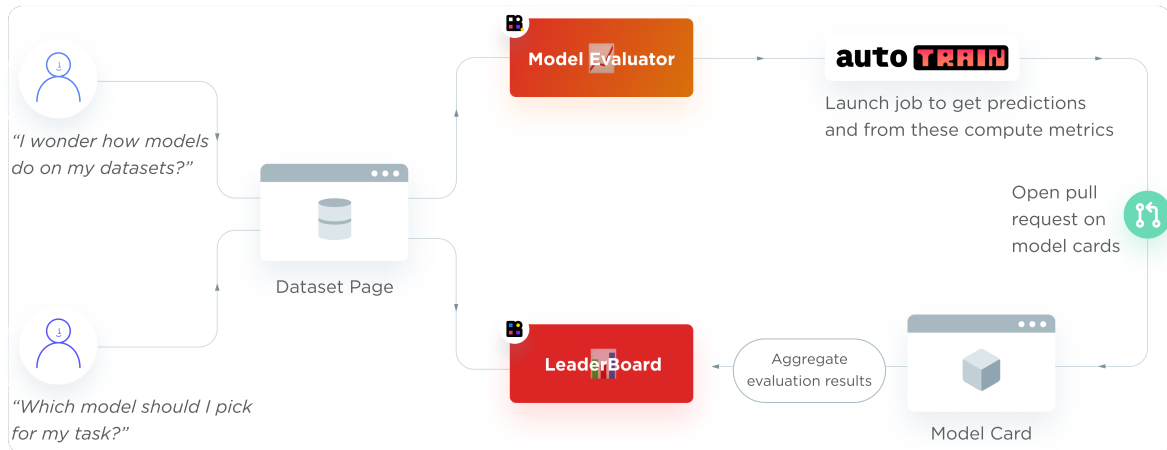 “I wonder how models
do on my datasets?”
Model Evaluator
auto TRAIN
Launch job to get predictions
and from these compute metrics
Open pull
request on
model cards
Dataset Page
“Which model should I pick
for my task?”
LeaderBoard
Aggregate
evaluation results
Model Card